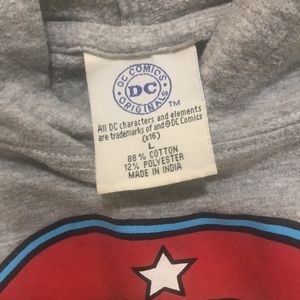 DC COMICS
DC
ORIGINALS
TM
All DC characters and elements
are trademarks of and © DC Comics
(s16)
L
88% COTTON
12% POLYESTER
MADE IN INDIA